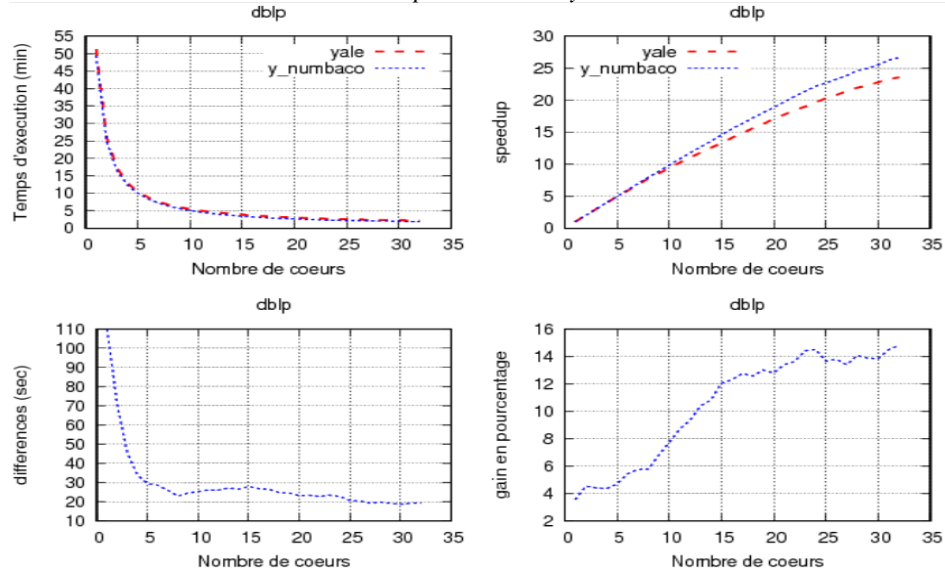 dblp
55
50
45
40
35
30
25
20
15
10
5
0
Temps d'execution (min)
yale
y_numbaco
0 5 10 15 20 25 30 35
Nombre de coeurs
dblp
30
25
20
15
10
5
0
speedup
yale
y_numbaco
0 5 10 15 20 25 30 35
Nombre de coeurs
dblp
110
100
90
80
70
60
50
40
30
20
10
differences (sec)
0 5 10 15 20 25 30 35
Nombre de coeurs
dblp
16
14
12
10
8
6
4
2
gain en pourcentage
0 5 10 15 20 25 30 35
Nombre de coeurs